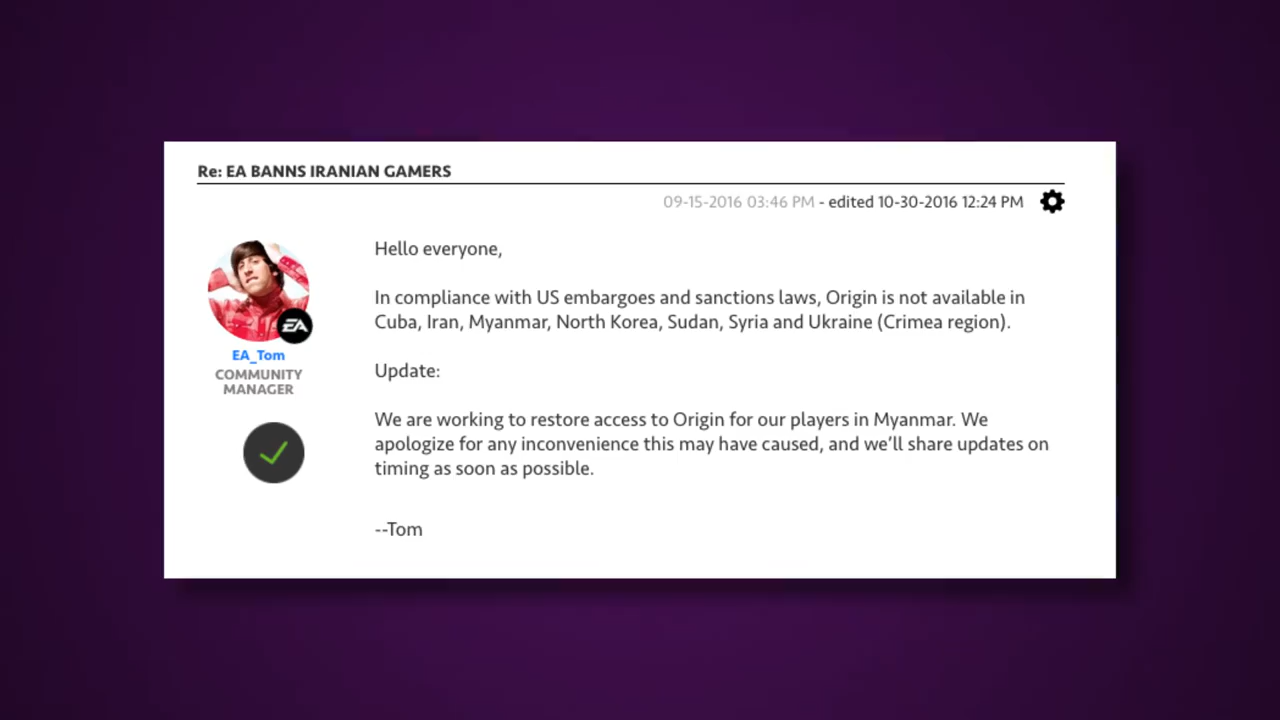 Re: EA BANNS IRANIAN GAMERS
09-15-2016 03:46 PM - edited 10-30-2016 12:24 PM
Hello everyone,
In compliance with US embargoes and sanctions laws, Origin is not available in
Cuba, Iran, Myanmar, North Korea, Sudan, Syria and Ukraine (Crimea region).
EA
EA_Tom
COMMUNITY
MANAGER
Update:
We are working to restore access to Origin for our players in Myanmar. We
apologize for any inconvenience this may have caused, and we’ll share updates on
timing as soon as possible.
--Tom